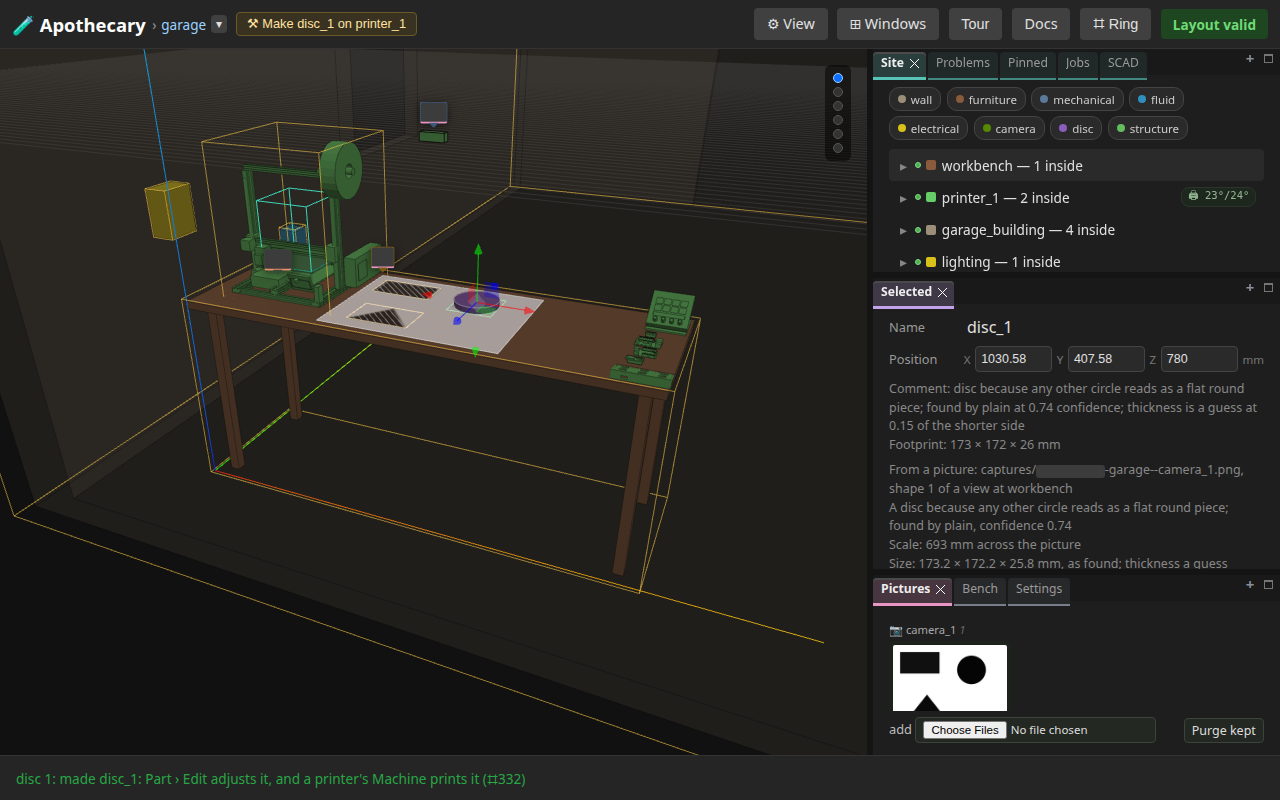 Apothecary › garage ▾
⚒ Make disc_1 on printer_1
⚙ View
⊞ Windows
Tour
Docs
⌗ Ring
Layout valid
Site
Problems
Pinned
Jobs
SCAD
wall
furniture
mechanical
fluid
electrical
camera
disc
structure
workbench — 1 inside
printer_1 — 2 inside
23°/24°
garage_building — 4 inside
lighting — 1 inside
Selected
Name disc_1
Position X 1030.58 Y 407.58 Z 780 mm
Comment: disc because any other circle reads as a flat round
piece; found by plain at 0.74 confidence; thickness is a guess at
0.15 of the shorter side
Footprint: 173 × 172 × 26 mm
From a picture: captures/ -garage--camera_1.png,
shape 1 of a view at workbench
A disc because any other circle reads as a flat round piece;
found by plain, confidence 0.74
Scale: 693 mm across the picture
Size: 173.2 × 172.2 × 25.8 mm, as found; thickness a guess
Pictures
Bench
Settings
camera_1 1
add Choose Files No file chosen
Purge kept
disc 1: made disc_1: Part › Edit adjusts it, and a printer's Machine prints it (⌗332)